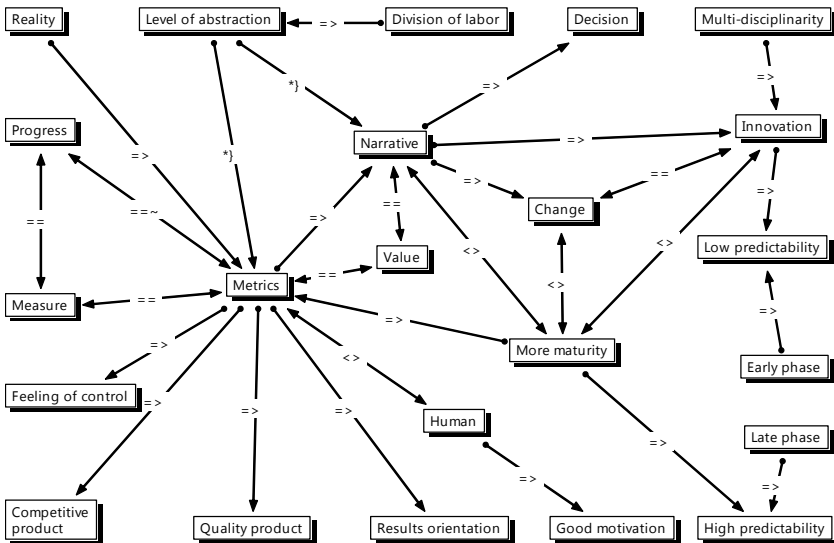 Reality
Level of abstraction
=>
Division of labor
Decision
Multi-disciplinarity
=>
*}
=>
Progress
Innovation
Narrative
=>
=>
*}
=>
==
=>
==~
==
=>
==
Change
Value
<>
<>
Low predictability
==
Metrics
<>
Measure
==
=>
=>
=>
More maturity
<>
Early phase
Feeling of control
=>
=>
=>
Human
Late phase
=>
=>
=>
Competitive
product
Quality product
Results orientation
Good motivation
High predictability